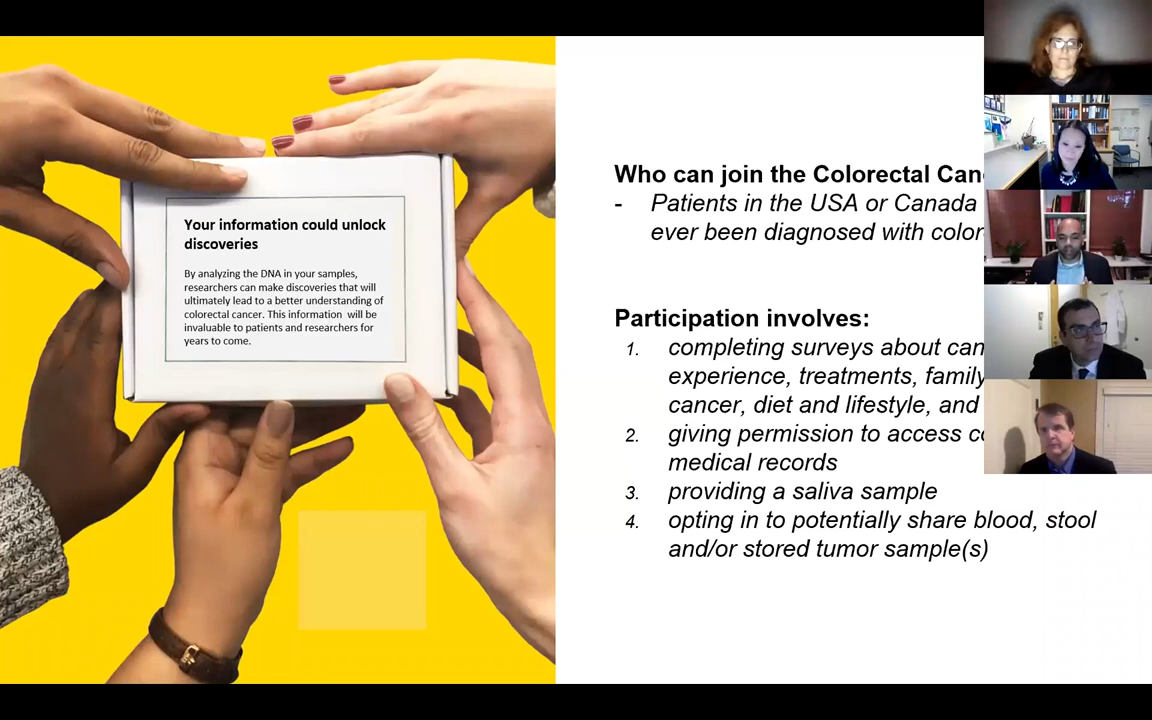 Your information could unlock
discoveries
By analyzing the DNA in your samples,
researchers can make discoveries that will
ultimately lead to a better understanding of
colorectal cancer. This information will be
invaluable to patients and researchers for
years to come.
Who can join the Colorectal
- Patients in the USA or Canada
ever been diagnosed with
Participation involves:
1. completing surveys about
experience, treatments, family
cancer, diet and lifestyle, and
2. giving permission to access
medical records
3. providing a saliva sample
4. opting in to potentially share blood, stool
and/or stored tumor sample(s)